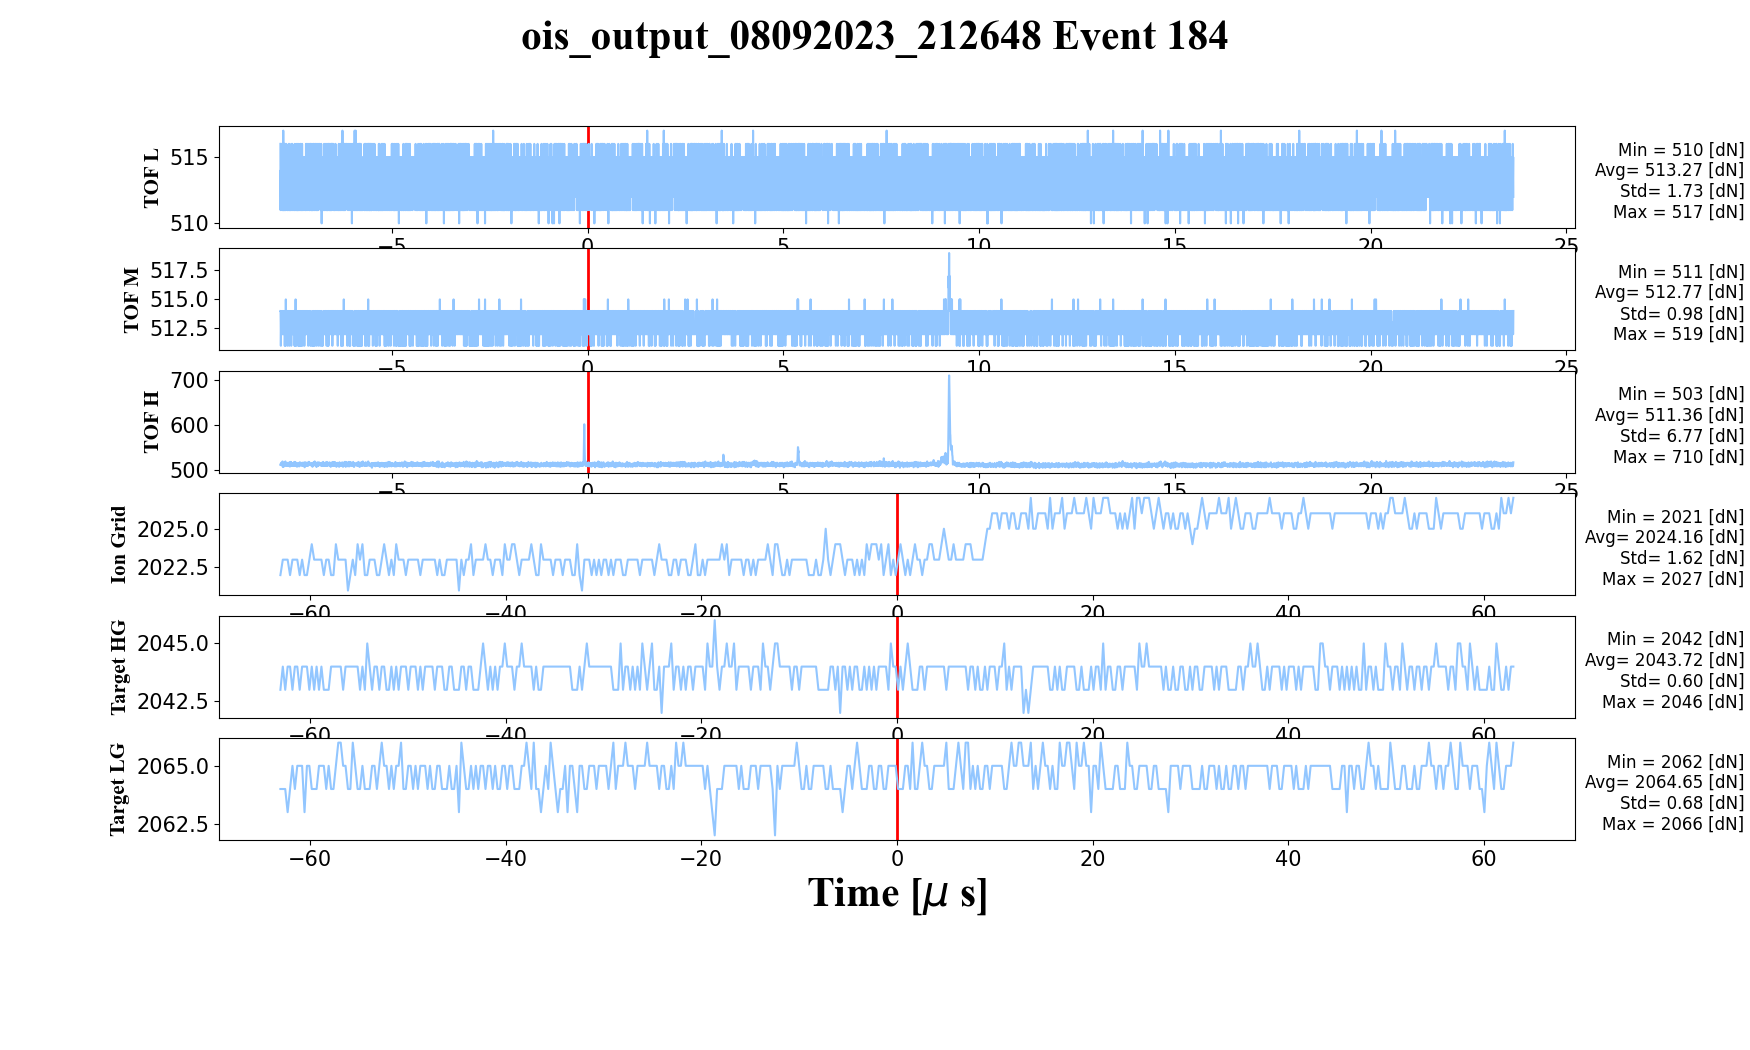 ois_output_08092023_212648 Event 184
TOF L
515
510
Min = 510 [dN]
Avg= 513.27 [dN]
Std= 1.73 [dN]
Max = 517 [dN]
−5 0 5 10 15 20 25
TOF M
517.5
515.0
512.5
Min = 511 [dN]
Avg= 512.77 [dN]
Std= 0.98 [dN]
Max = 519 [dN]
−5 0 5 10 15 20 25
TOF H
700
600
500
Min = 503 [dN]
Avg= 511.36 [dN]
Std= 6.77 [dN]
Max = 710 [dN]
−5 0 5 10 15 20 25
Ion Grid
2025.0
2022.5
Min = 2021 [dN]
Avg= 2024.16 [dN]
Std= 1.62 [dN]
Max = 2027 [dN]
−60 −40 −20 0 20 40 60
Target HG
2045.0
2042.5
Min = 2042 [dN]
Avg= 2043.72 [dN]
Std= 0.60 [dN]
Max = 2046 [dN]
−60 −40 −20 0 20 40 60
Target LG
2065.0
2062.5
Min = 2062 [dN]
Avg= 2064.65 [dN]
Std= 0.68 [dN]
Max = 2066 [dN]
−60 −40 −20 0 20 40 60
Time [μ s]